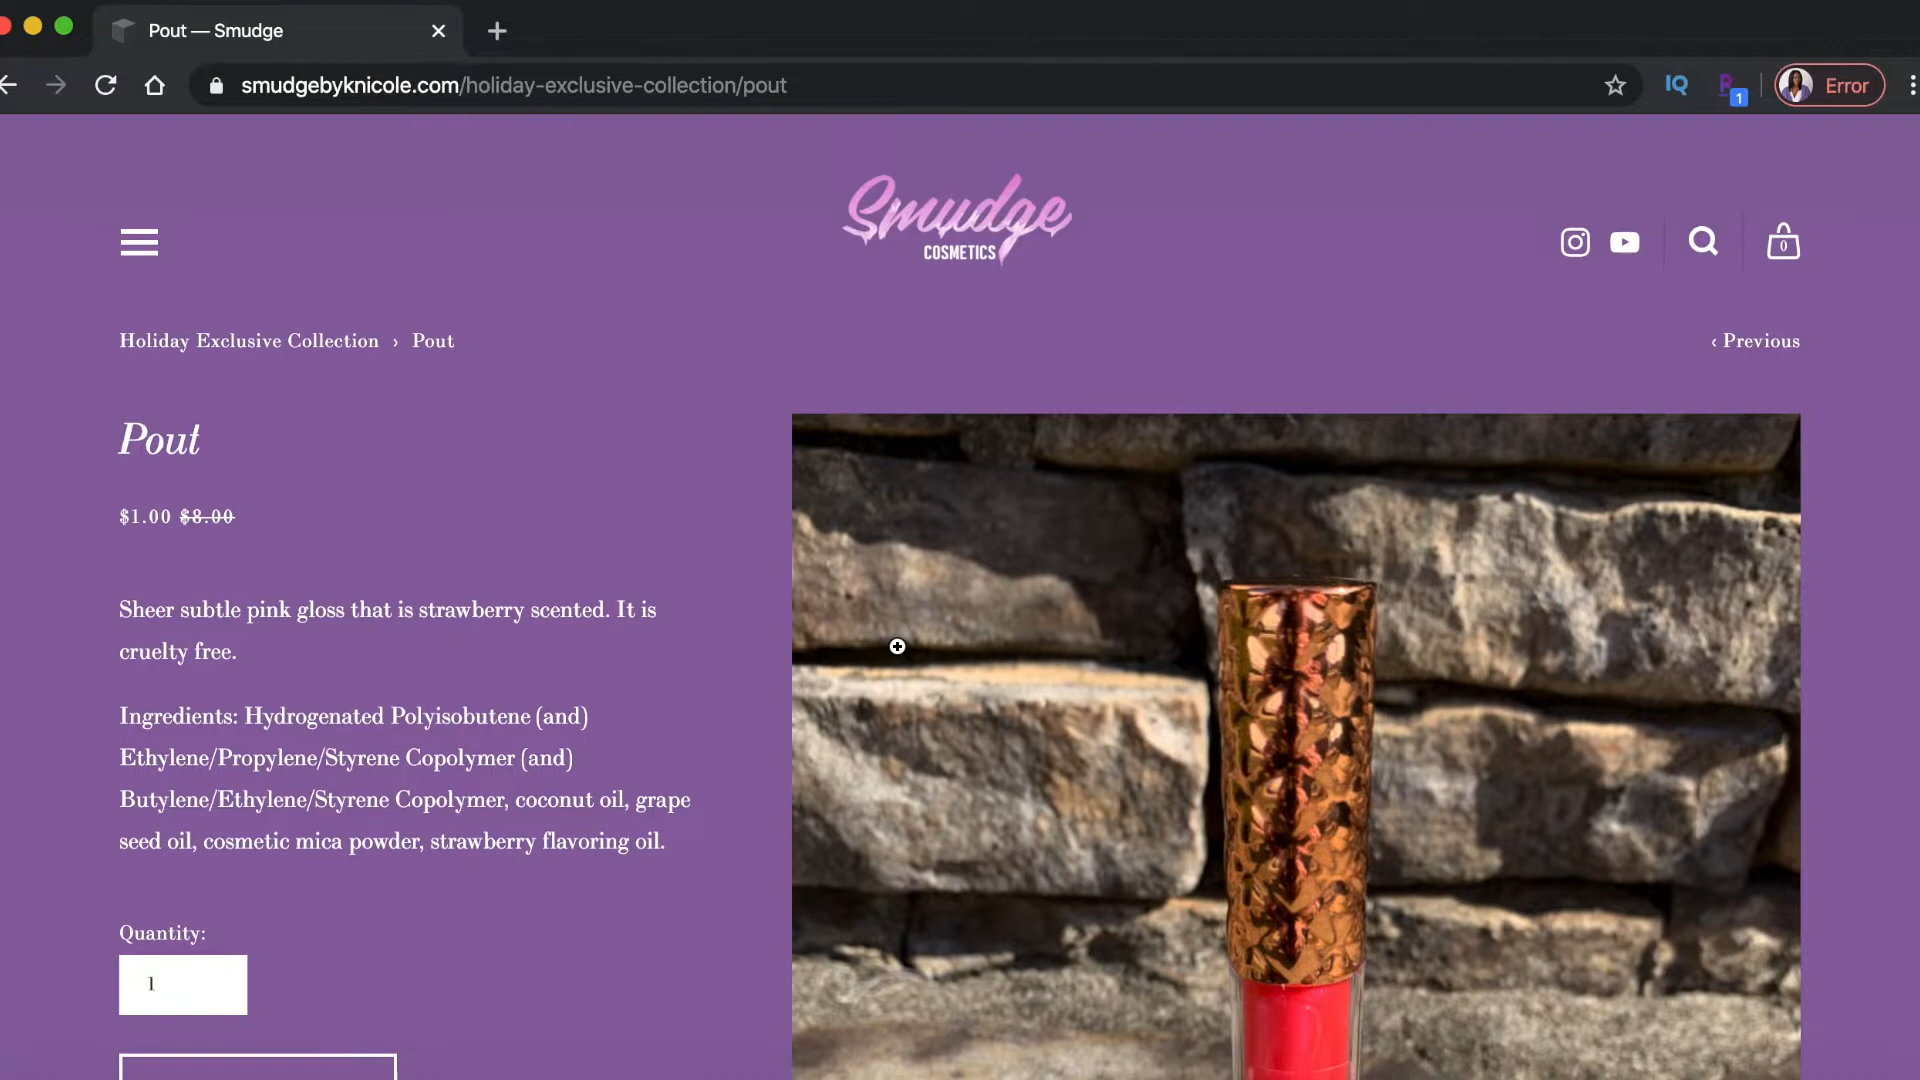 Pout — Smudge
smudgebyknicole.com/holiday-exclusive-collection/pout
IQ
R
1
Error
Smudge
COSMETICS
0
Holiday Exclusive Collection › Pout
‹ Previous
Pout
$1.00 $8.00
Sheer subtle pink gloss that is strawberry scented. It is
cruelty free.
Ingredients: Hydrogenated Polyisobutene (and)
Ethylene/Propylene/Styrene Copolymer (and)
Butylene/Ethylene/Styrene Copolymer, coconut oil, grape
seed oil, cosmetic mica powder, strawberry flavoring oil.
Quantity:
1